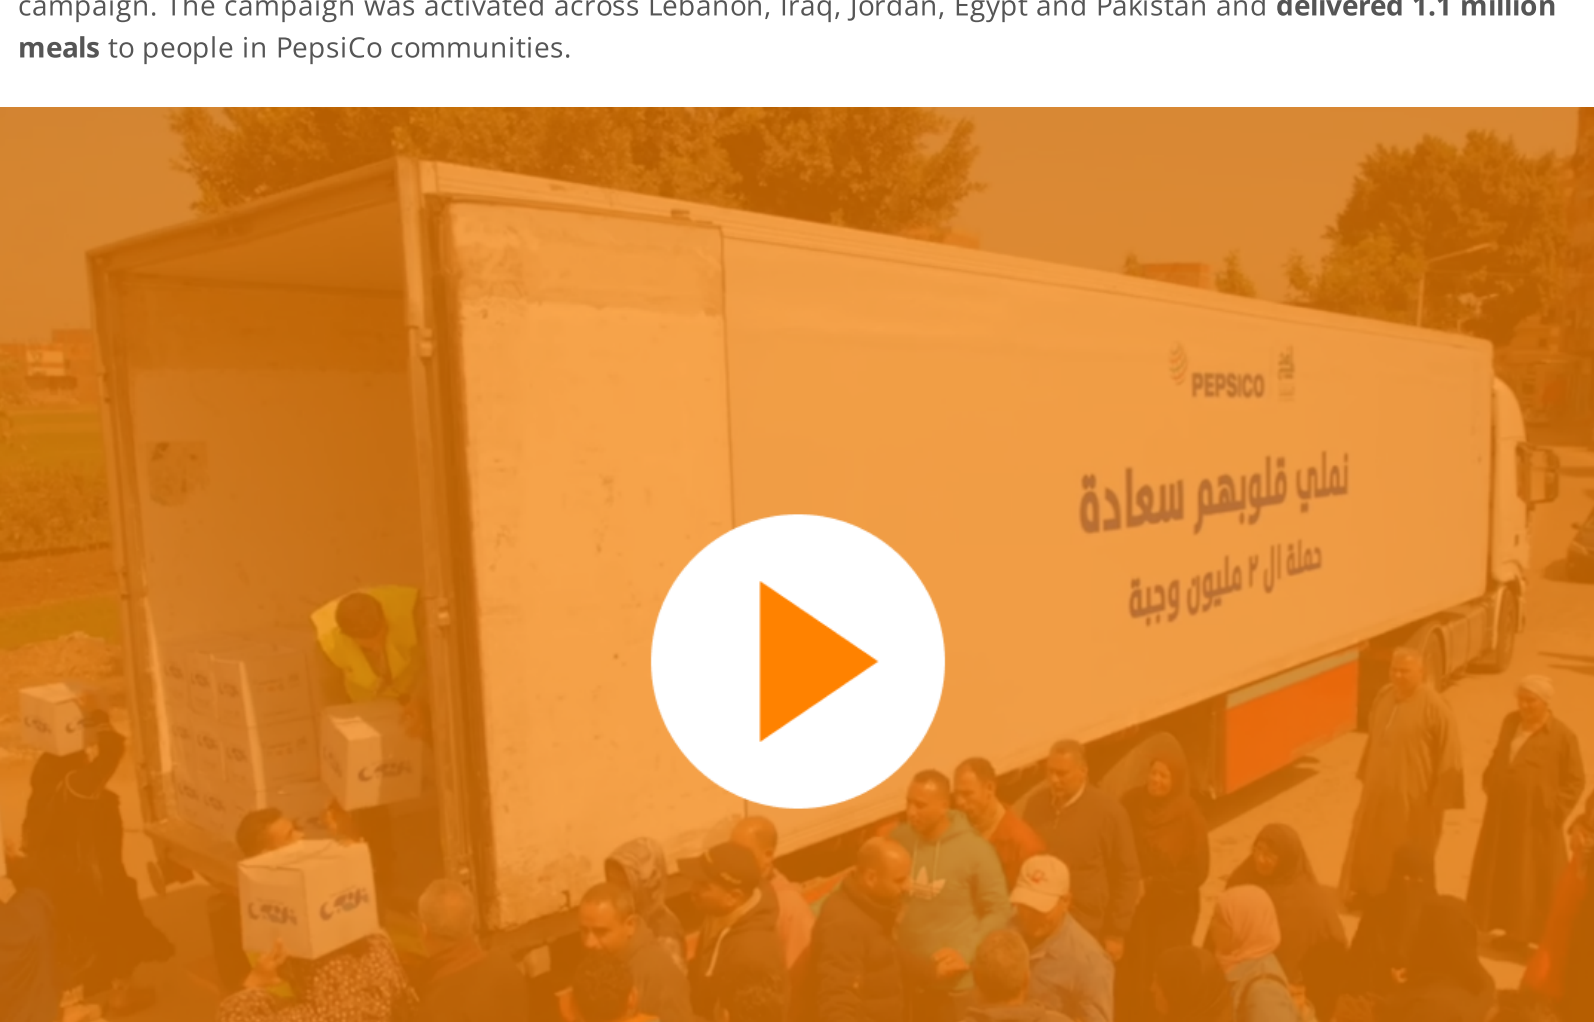 campaign. The campaign was activated across Lebanon, Iraq, Jordan, Egypt and Pakistan and delivered 1.1 million
meals to people in PepsiCo communities.
PEPSICO
نملي قلوبهم سعادة
حملة ال ٢ مليون وجبة